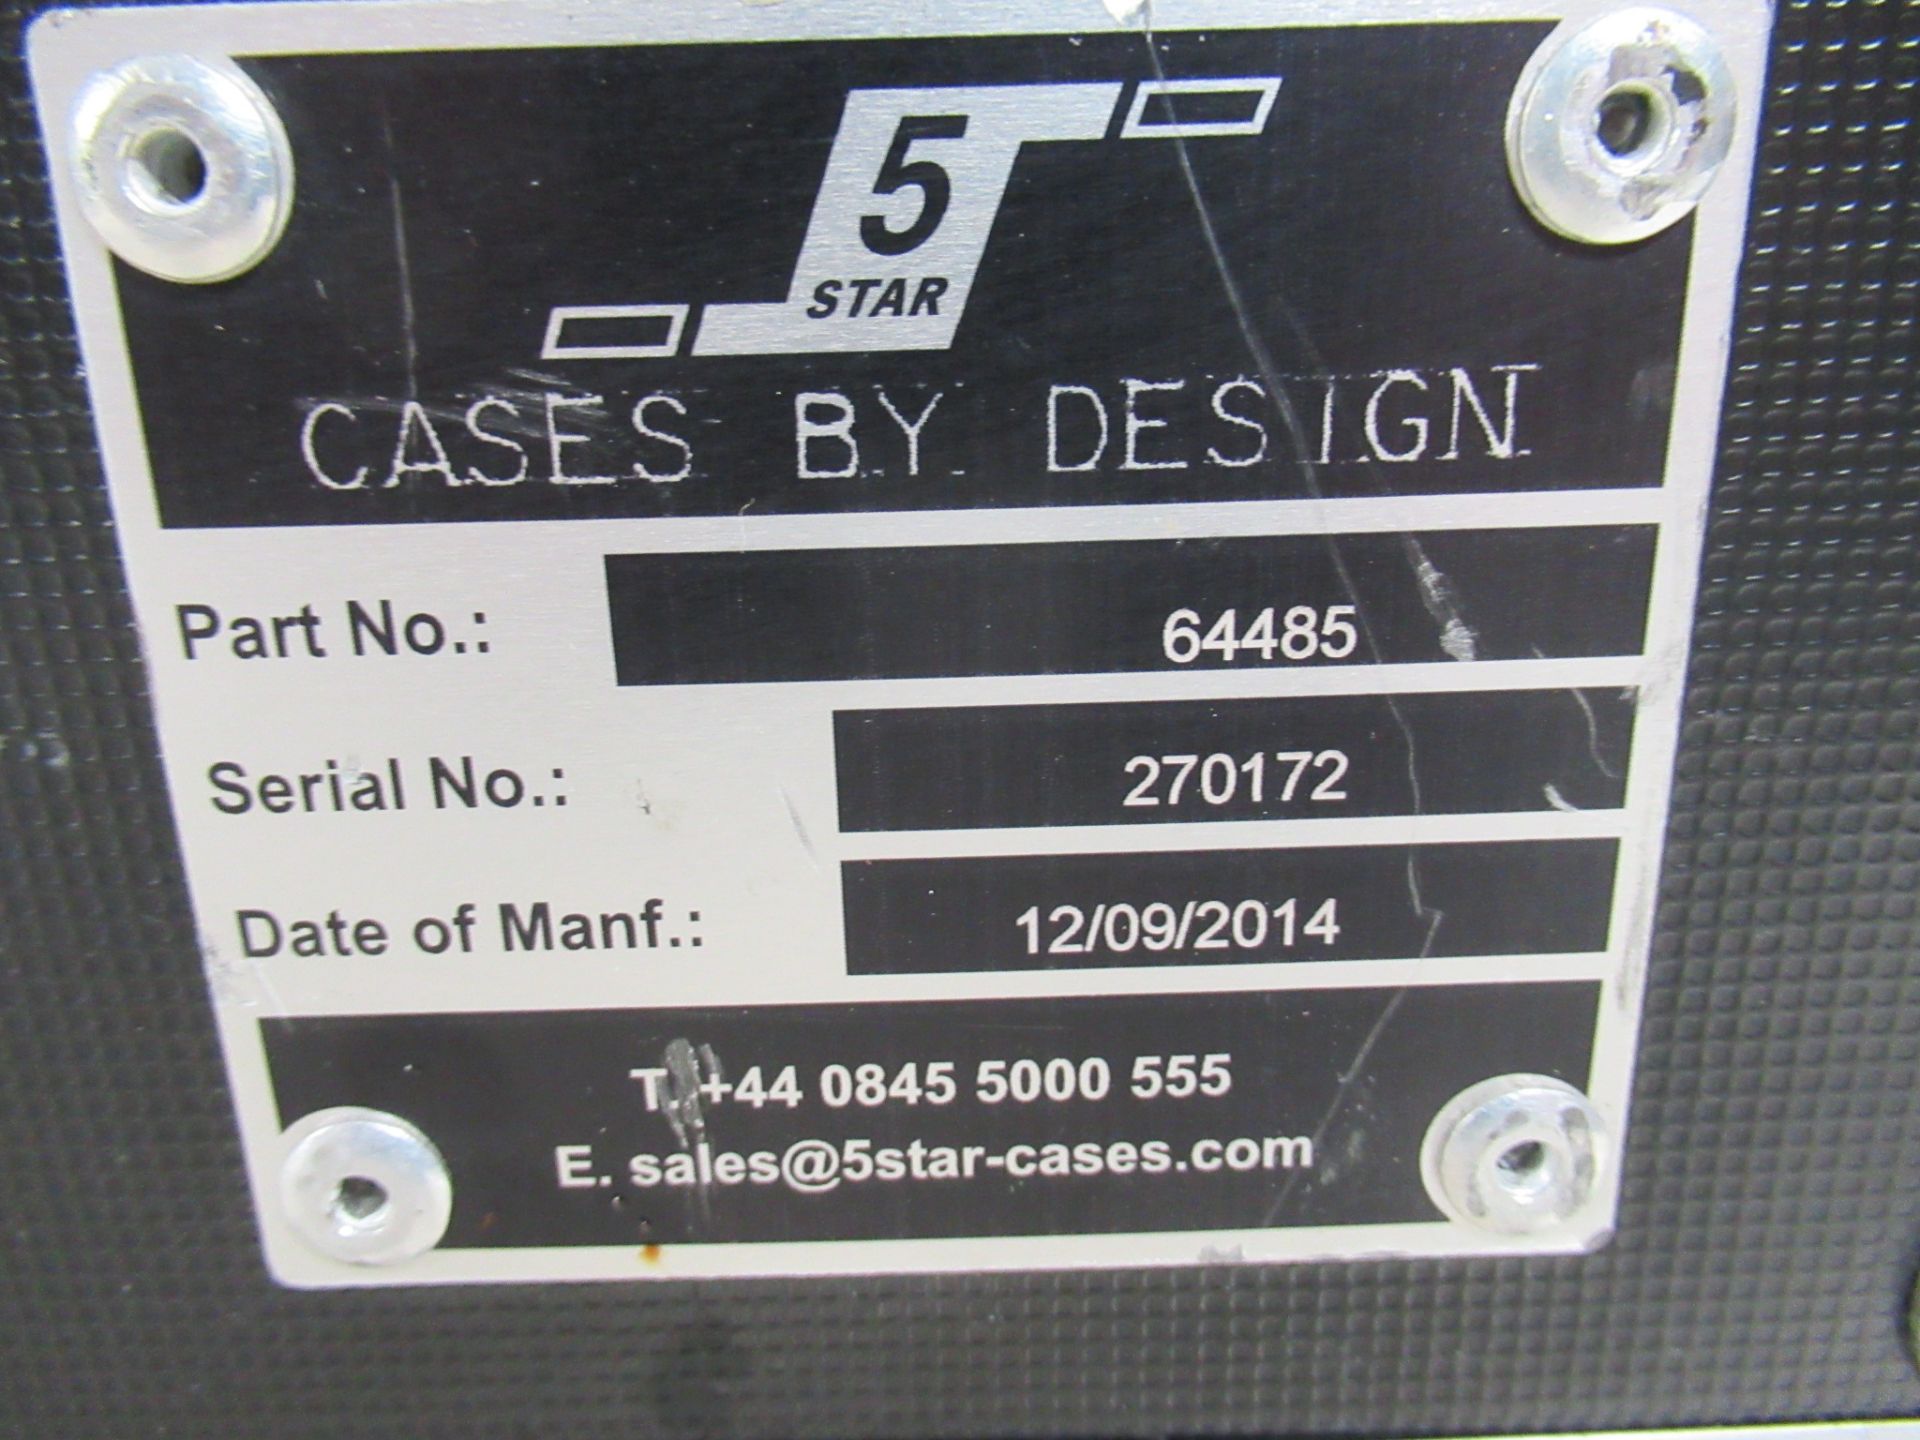 5
STAR
CASES BY DESIGN
Part No.: 64485
Serial No.: 270172
Date of Manf.: 12/09/2014
T. +44 0845 5000 555
E. sales@5star-cases.com